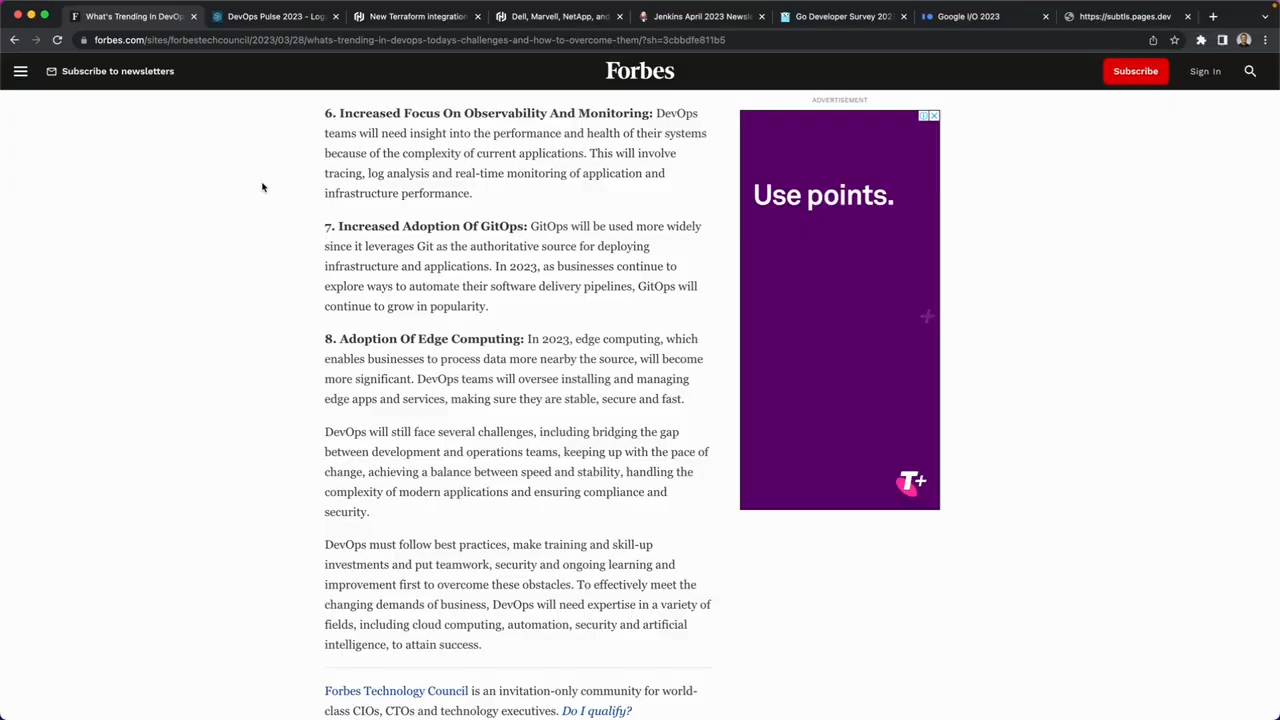 What's Trending In DevO
DevOps Pulse 2023 - Log
New Terraform integration
Dell, Marvell, NetApp, and
Jenkins April 2023 Newsl
Go Developer Survey 202
Google I/O 2023
https://subtls.pages.dev
forbes.com/sites/forbestechcouncil/2023/03/28/whats-trending-in-devops-todays-challenges-and-how-to-overcome-them/?sh=3cbbdfe811b5
Subscribe to newsletters
Forbes
Subscribe
Sign In
6. Increased Focus On Observability And Monitoring: DevOps
teams will need insight into the performance and health of their systems
because of the complexity of current applications. This will involve
tracing, log analysis and real-time monitoring of application and
infrastructure performance.
7. Increased Adoption Of GitOps: GitOps will be used more widely
since it leverages Git as the authoritative source for deploying
infrastructure and applications. In 2023, as businesses continue to
explore ways to automate their software delivery pipelines, GitOps will
continue to grow in popularity.
8. Adoption Of Edge Computing: In 2023, edge computing, which
enables businesses to process data more nearby the source, will become
more significant. DevOps teams will oversee installing and managing
edge apps and services, making sure they are stable, secure and fast.
DevOps will still face several challenges, including bridging the gap
between development and operations teams, keeping up with the pace of
change, achieving a balance between speed and stability, handling the
complexity of modern applications and ensuring compliance and
security.
DevOps must follow best practices, make training and skill-up
investments and put teamwork, security and ongoing learning and
improvement first to overcome these obstacles. To effectively meet the
changing demands of business, DevOps will need expertise in a variety of
fields, including cloud computing, automation, security and artificial
intelligence, to attain success.
Forbes Technology Council is an invitation-only community for world-
class CIOs, CTOs and technology executives. Do I qualify?
ADVERTISEMENT
Use points.
T+